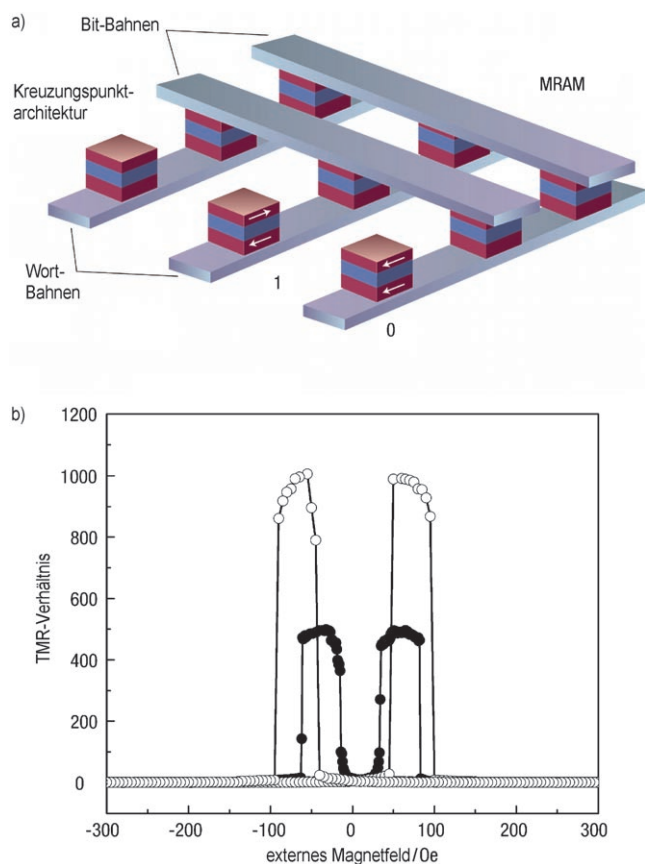 a)
Bit-Bahnen
Kreuzungspunkt-
architektur
MRAM
Wort-
Bahnen
1
0
b)
1200
1000
800
600
400
200
0
TMR-Verhältnis
-300
-200
-100
0
100
200
300
externes Magnetfeld/Oe